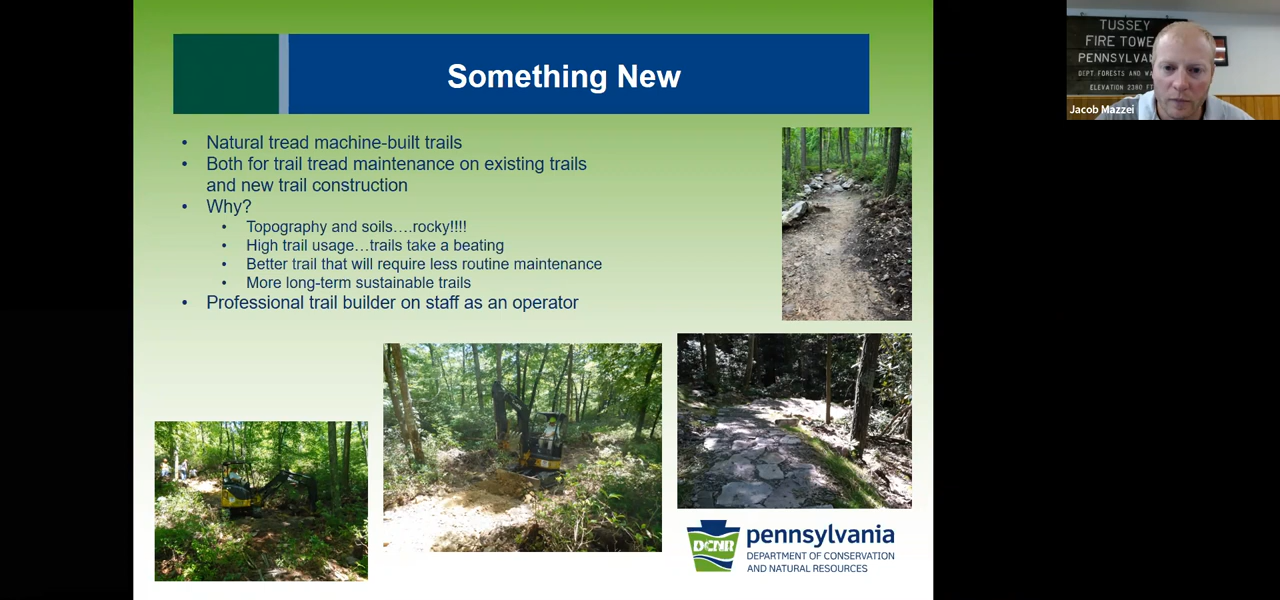 Something New
• Natural tread machine-built trails
• Both for trail tread maintenance on existing trails
and new trail construction
• Why?
• Topography and soils….rocky!!!!
• High trail usage…trails take a beating
• Better trail that will require less routine maintenance
• More long-term sustainable trails
• Professional trail builder on staff as an operator
DCNR
pennsylvania
DEPARTMENT OF CONSERVATION
AND NATURAL RESOURCES
TUSSEY
FIRE TOWE
PENNSYLVAN
DEPT FORESTS AND WA
ELEVATION 2380 FT
Jacob Mazzei